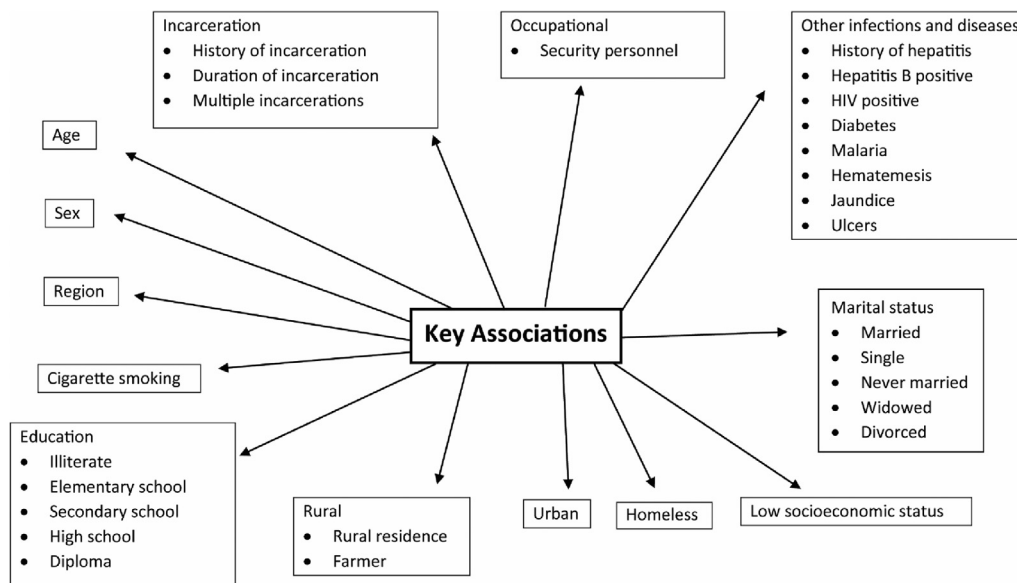 Incarceration
• History of incarceration
• Duration of incarceration
• Multiple incarcerations
Occupational
• Security personnel
Other infections and diseases
• History of hepatitis
• Hepatitis B positive
• HIV positive
• Diabetes
• Malaria
• Hematemesis
• Jaundice
• Ulcers
Age
Sex
Region
Cigarette smoking
Key Associations
Marital status
• Married
• Single
• Never married
• Widowed
• Divorced
Education
• Illiterate
• Elementary school
• Secondary school
• High school
• Diploma
Rural
• Rural residence
• Farmer
Urban
Homeless
Low socioeconomic status